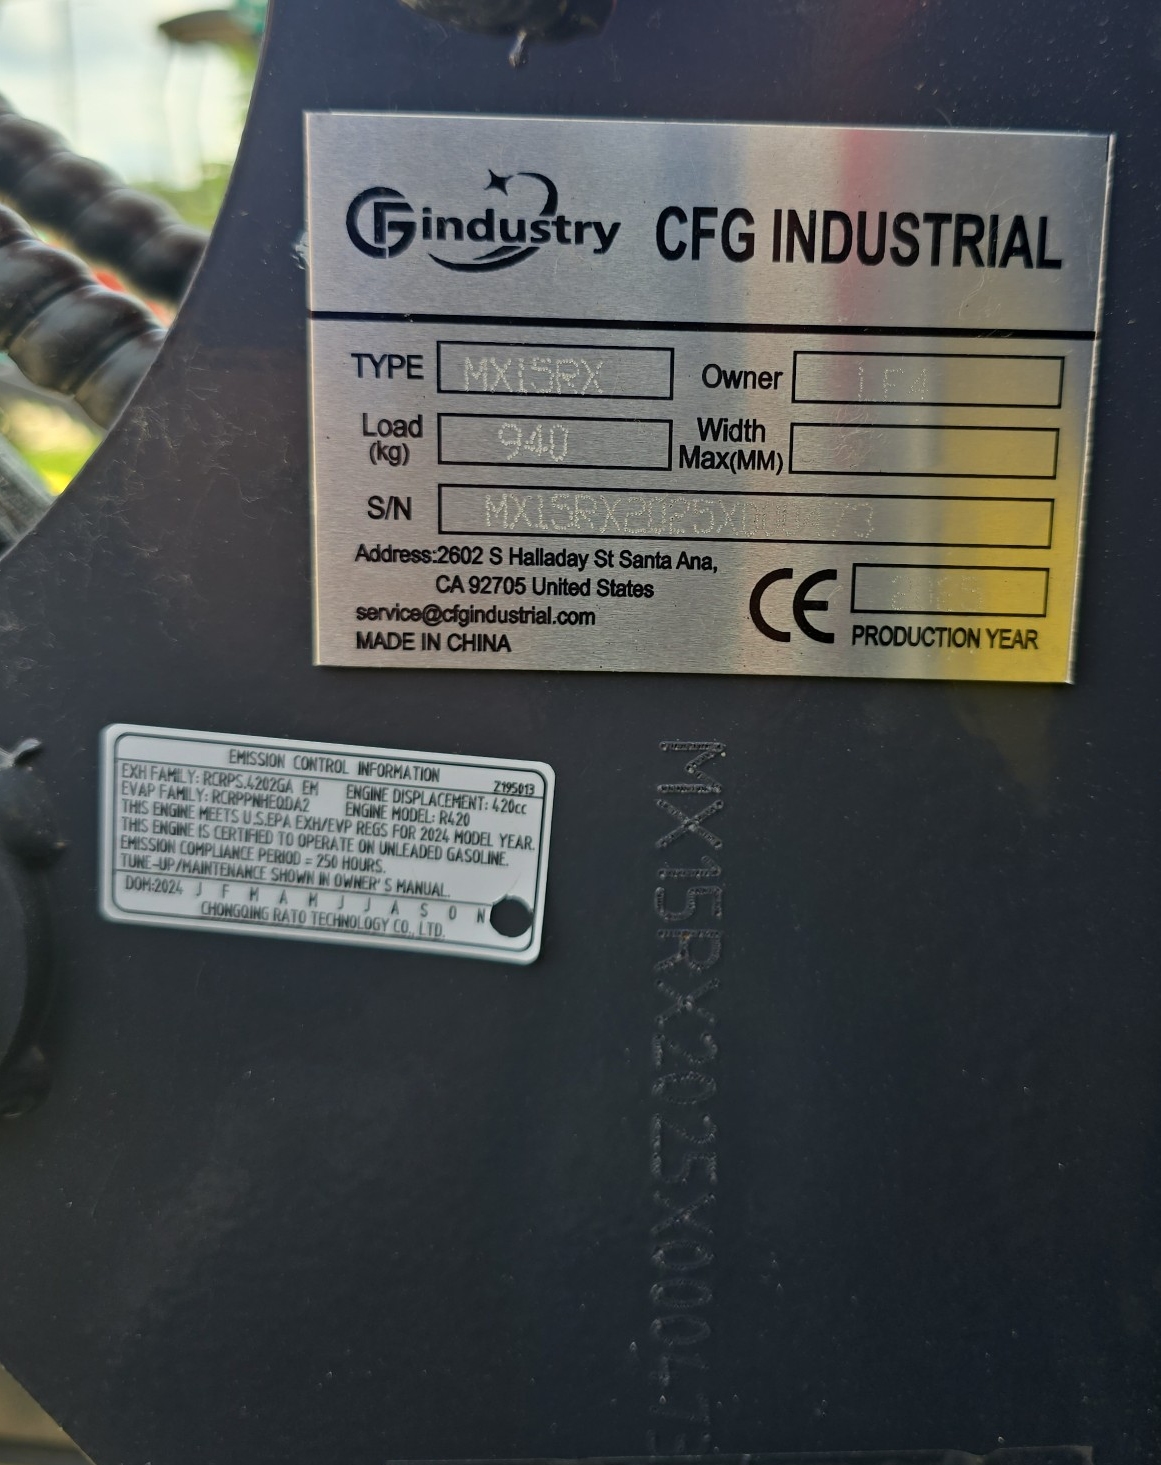 CFG industry CFG INDUSTRIAL
TYPE MX15RX Owner
Load (kg) 940 Width Max(MM)
S/N MX15RX2025X000473
Address:2602 S Halladay St Santa Ana,
CA 92705 United States
service@cfgindustrial.com
MADE IN CHINA
CE
PRODUCTION YEAR
EMISSION CONTROL INFORMATION
Z195013
EXH FAMILY: RCRPS.4202GA EM ENGINE DISPLACEMENT: 420cc
EVAP FAMILY: RCRPPNHEQDA2 ENGINE MODEL: R420
THIS ENGINE MEETS U.S.EPA EXH/EVP REGS FOR 2024 MODEL YEAR.
THIS ENGINE IS CERTIFIED TO OPERATE ON UNLEADED GASOLINE.
EMISSION COMPLIANCE PERIOD = 250 HOURS.
TUNE-UP/MAINTENANCE SHOWN IN OWNER'S MANUAL.
DOM:2024 J F M A M J J A S O N
CHONGQING RATO TECHNOLOGY CO., LTD.
MX15RX2025X000473